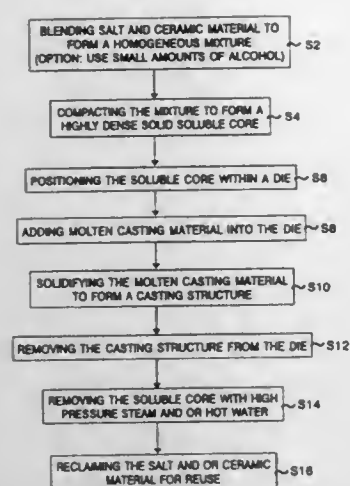 BLENDING SALT AND CERAMIC MATERIAL TO
FORM A HOMOGENEOUS MIXTURE
(OPTION: USE SMALL AMOUNTS OF ALCOHOL)
S2
COMPACTING THE MIXTURE TO FORM A
HIGHLY DENSE SOLID SOLUBLE CORE
S4
POSITIONING THE SOLUBLE CORE WITHIN A DIE
S6
ADDING MOLTEN CASTING MATERIAL INTO THE DIE
S8
SOLIDIFYING THE MOLTEN CASTING MATERIAL
TO FORM A CASTING STRUCTURE
S10
REMOVING THE CASTING STRUCTURE FROM THE DIE
S12
REMOVING THE SOLUBLE CORE WITH HIGH
PRESSURE STEAM AND OR HOT WATER
S14
RECLAIMING THE SALT AND OR CERAMIC
MATERIAL FOR REUSE
S16